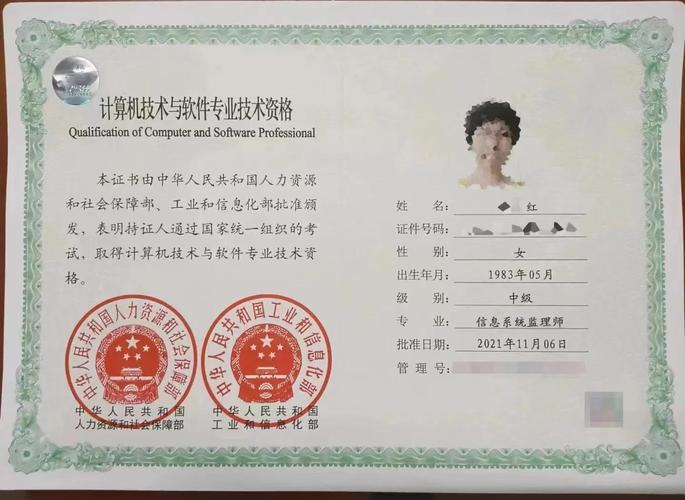 计算机技术与软件专业技术资格
Qualification of Computer and Software Professional
本证书由中华人民共和国人力资源
和社会保障部、工业和信息化部批准颁
发，表明持证人通过国家统一组织的考
试，取得计算机技术与软件专业技术资
格。
中华人民共和国人力资源和社会保障部
中华人民共和国工业和信息化部
中华人民共和国
人力资源和社会保障部
中华人民共和国
工业和信息化部
姓 名： 红
证件号码：
性 别： 女
出生年月： 1983年05月
级 别： 中级
专 业： 信息系统监理师
批准日期： 2021年11月06日
管 理 号：